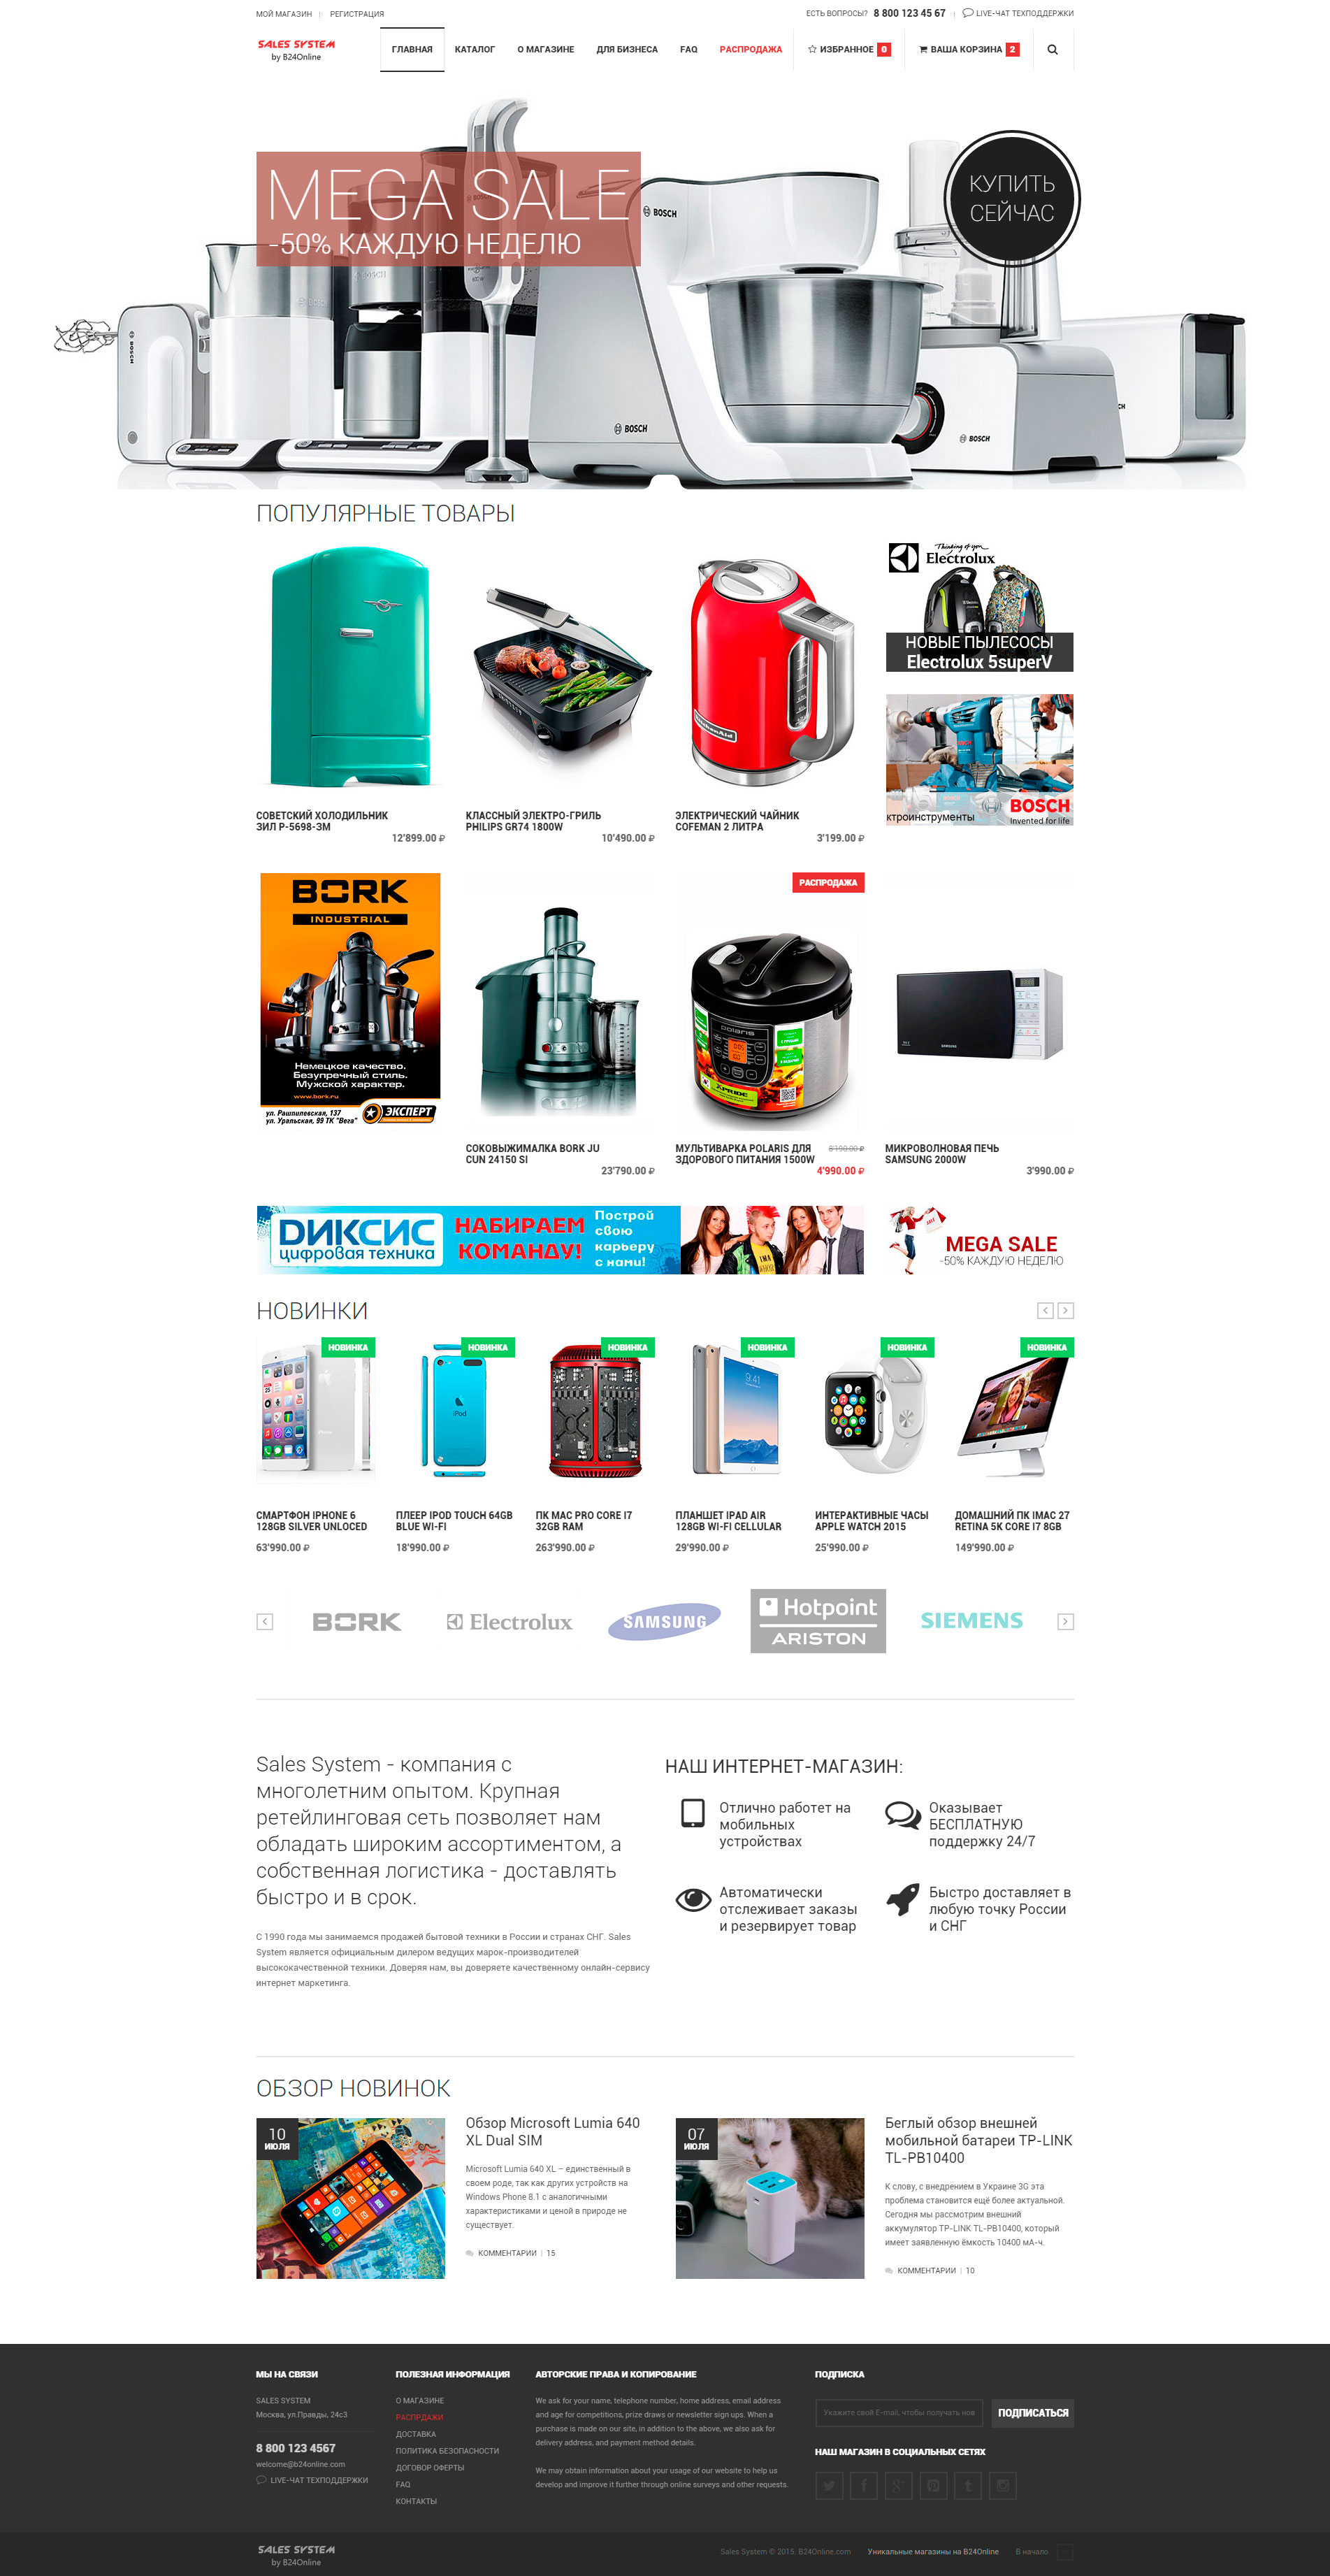 МОЙ МАГАЗИН | РЕГИСТРАЦИЯ
ЕСТЬ ВОПРОСЫ? 8 800 123 45 67 | LIVE-ЧАТ ТЕХПОДДЕРЖКИ
SALES SYSTEM
by B24Online
ГЛАВНАЯ КАТАЛОГ О МАГАЗИНЕ ДЛЯ БИЗНЕСА FAQ РАСПРОДАЖА ИЗБРАННОЕ 0 ВАША КОРЗИНА 2
MEGA SALE
-50% КАЖДУЮ НЕДЕЛЮ
КУПИТЬ
СЕЙЧАС
BOSCH
BOSCH
BOSCH
BOSCH
ПОПУЛЯРНЫЕ ТОВАРЫ
Thinking of you
Electrolux
НОВЫЕ ПЫЛЕСОСЫ
Electrolux 5superV
KitchenAid
BOSCH
Invented for life
ктроинструменты
СОВЕТСКИЙ ХОЛОДИЛЬНИК
ЗИЛ Р-5698-ЗМ
12'899.00 ₽
КЛАССНЫЙ ЭЛЕКТРО-ГРИЛЬ
PHILIPS GR74 1800W
10'490.00 ₽
ЭЛЕКТРИЧЕСКИЙ ЧАЙНИК
COFEMAN 2 ЛИТРА
3'199.00 ₽
BORK
INDUSTRIAL
Немецкое качество.
Безупречный стиль.
Мужской характер.
www.bork.ru
ул. Рашпилевская, 137
ул. Уральская, 99 ТК "Вега"
ЭКСПЕРТ
РАСПРОДАЖА
polaris
SAMSUNG
СОКОВЫЖИМАЛКА BORK JU
CUN 24150 SI
23'790.00 ₽
МУЛЬТИВАРКА POLARIS ДЛЯ
ЗДОРОВОГО ПИТАНИЯ 1500W
8'190.00 ₽
4'990.00 ₽
МИКРОВОЛНОВАЯ ПЕЧЬ
SAMSUNG 2000W
3'990.00 ₽
DИКСИС
цифровая техника
НАБИРАЕМ
КОМАНДУ!
Построй
свою
карьеру
с нами!
SALE
MEGA SALE
-50% КАЖДУЮ НЕДЕЛЮ
НОВИНКИ
НОВИНКА НОВИНКА НОВИНКА НОВИНКА НОВИНКА НОВИНКА
iPod
9:41
СМАРТФОН IPHONE 6
128GB SILVER UNLOCED
63'990.00 ₽
ПЛЕЕР IPOD TOUCH 64GB
BLUE WI-FI
18'990.00 ₽
ПК MAC PRO CORE I7
32GB RAM
263'990.00 ₽
ПЛАНШЕТ IPAD AIR
128GB WI-FI CELLULAR
29'990.00 ₽
ИНТЕРАКТИВНЫЕ ЧАСЫ
APPLE WATCH 2015
25'990.00 ₽
ДОМАШНИЙ ПК IMAC 27
RETINA 5K CORE I7 8GB
149'990.00 ₽
BORK
Electrolux
SAMSUNG
Hotpoint
ARISTON
SIEMENS
Sales System - компания с
многолетним опытом. Крупная
ретейлинговая сеть позволяет нам
обладать широким ассортиментом, а
собственная логистика - доставлять
быстро и в срок.
С 1990 года мы занимаемся продажей бытовой техники в России и странах СНГ. Sales
System является официальным дилером ведущих марок-производителей
высококачественной техники. Доверяя нам, вы доверяете качественному онлайн-сервису
интернет маркетинга.
НАШ ИНТЕРНЕТ-МАГАЗИН:
Отлично работет на
мобильных
устройствах
Оказывает
БЕСПЛАТНУЮ
поддержку 24/7
Автоматически
отслеживает заказы
и резервирует товар
Быстро доставляет в
любую точку России
и СНГ
ОБЗОР НОВИНОК
10
ИЮЛЯ
Обзор Microsoft Lumia 640
XL Dual SIM
Microsoft Lumia 640 XL – единственный в
своем роде, так как других устройств на
Windows Phone 8.1 с аналогичными
характеристиками и ценой в природе не
существует.
КОММЕНТАРИИ | 15
07
ИЮЛЯ
Беглый обзор внешней
мобильной батареи TP-LINK
TL-PB10400
К слову, с внедрением в Украине 3G эта
проблема становится ещё более актуальной.
Сегодня мы рассмотрим внешний
аккумулятор TP-LINK TL-PB10400, который
имеет заявленную ёмкость 10400 мА-ч.
КОММЕНТАРИИ | 10
МЫ НА СВЯЗИ
SALES SYSTEM
Москва, ул.Правды, 24с3
8 800 123 4567
welcome@b24online.com
LIVE-ЧАТ ТЕХПОДДЕРЖКИ
ПОЛЕЗНАЯ ИНФОРМАЦИЯ
О МАГАЗИНЕ
РАСПРДАЖИ
ДОСТАВКА
ПОЛИТИКА БЕЗОПАСНОСТИ
ДОГОВОР ОФЕРТЫ
FAQ
КОНТАКТЫ
АВТОРСКИЕ ПРАВА И КОПИРОВАНИЕ
We ask for your name, telephone number, home address, email address
and age for competitions, prize draws or newsletter sign ups. When a
purchase is made on our site, in addition to the above, we also ask for
delivery address, and payment method details.
We may obtain information about your usage of our website to help us
develop and improve it further through online surveys and other requests.
ПОДПИСКА
Укажите свой E-mail, чтобы получать нов
ПОДПИСАТЬСЯ
НАШ МАГАЗИН В СОЦИАЛЬНЫХ СЕТЯХ
SALES SYSTEM
by B24Online
Sales System © 2015. B24Online.com
Уникальные магазины на B24Online
В начало